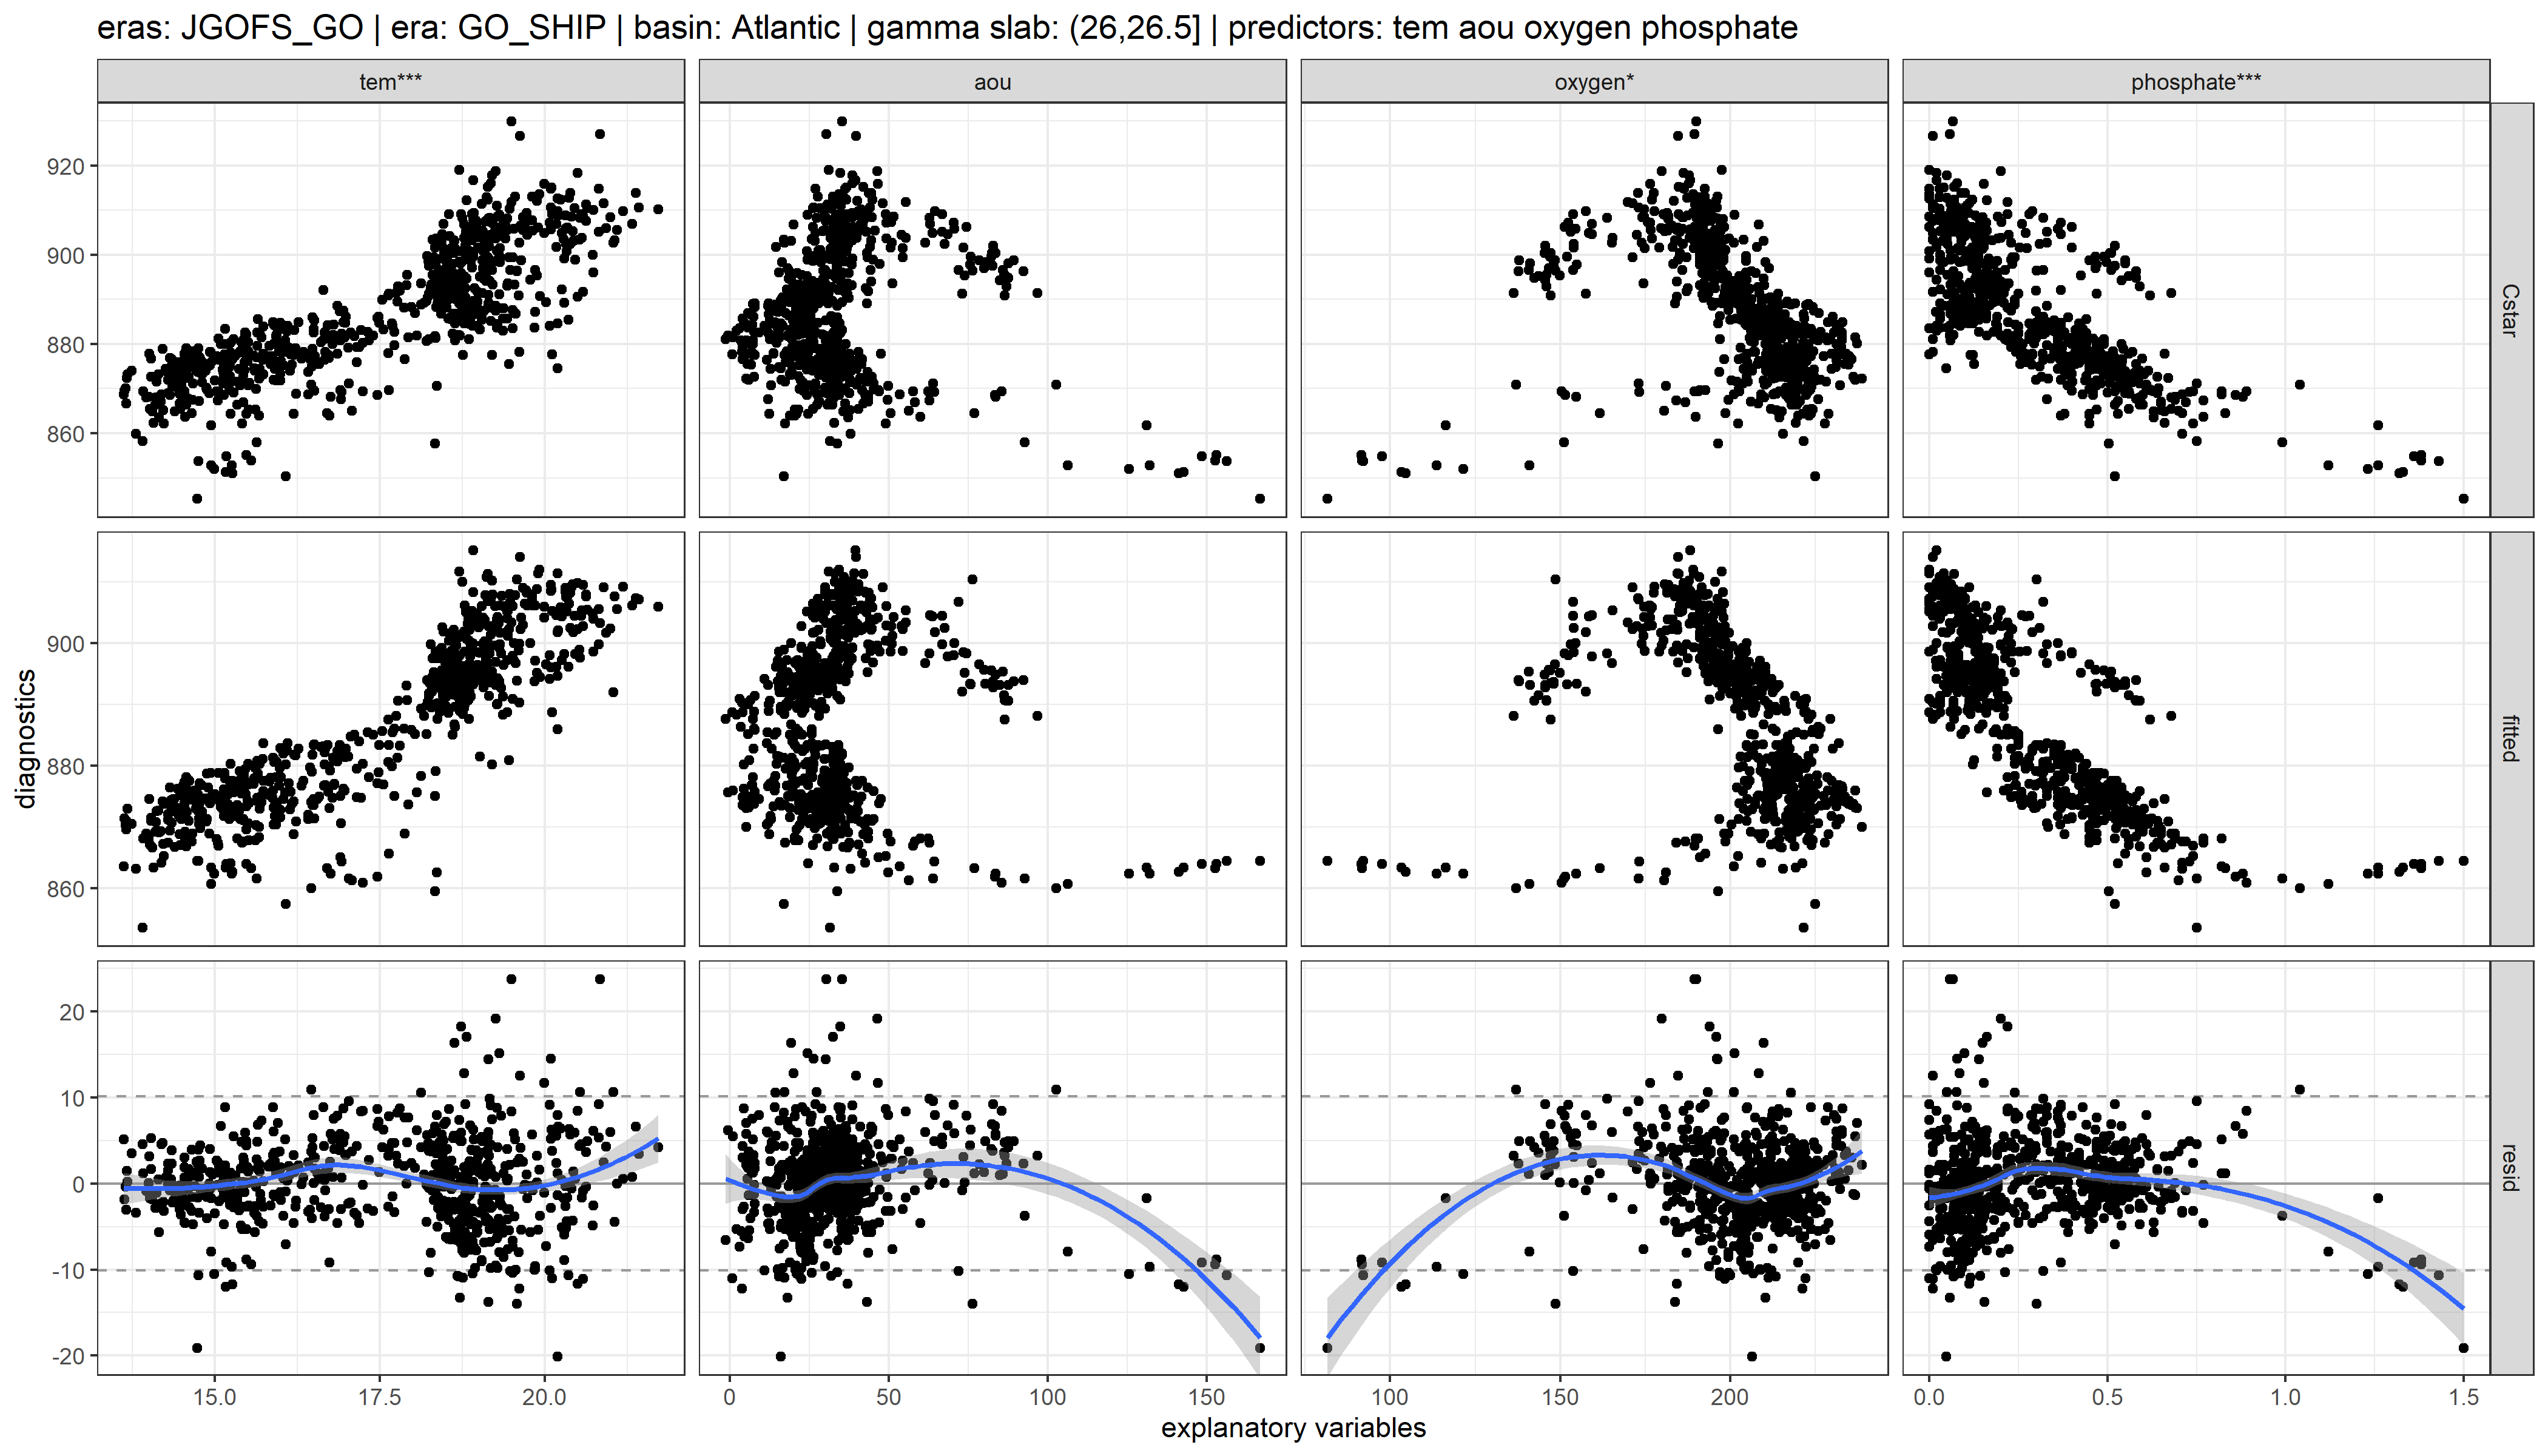 eras: JGOFS_GO | era: GO_SHIP | basin: Atlantic | gamma slab: (26,26.5] | predictors: tem aou oxygen phosphate
tem*** aou oxygen* phosphate***
920
900
880
860
Cstar
900
880
860
fitted
20
10
0
-10
-20
resid
diagnostics
15.0 17.5 20.0 0 50 100 150 100 150 200 0.0 0.5 1.0 1.5
explanatory variables